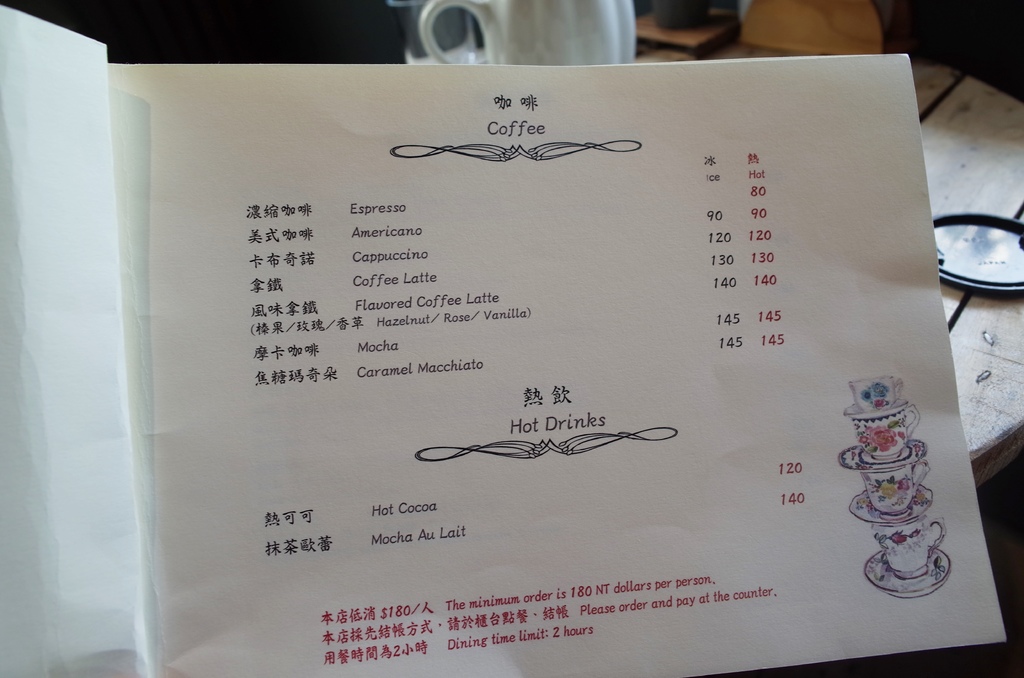 咖啡
Coffee
冰 熱
Ice Hot
濃縮咖啡 Espresso 80
美式咖啡 Americano 90 90
卡布奇諾 Cappuccino 120 120
拿鐵 Coffee Latte 130 130
風味拿鐵 Flavored Coffee Latte 140 140
(榛果/玫瑰/香草 Hazelnut/ Rose/ Vanilla)
摩卡咖啡 Mocha 145 145
焦糖瑪奇朵 Caramel Macchiato 145 145
熱飲
Hot Drinks
熱可可 Hot Cocoa 120
抹茶歐蕾 Mocha Au Lait 140
本店低消 $180/人 The minimum order is 180 NT dollars per person.
本店採先結帳方式，請於櫃台點餐、結帳 Please order and pay at the counter.
用餐時間為2小時 Dining time limit: 2 hours